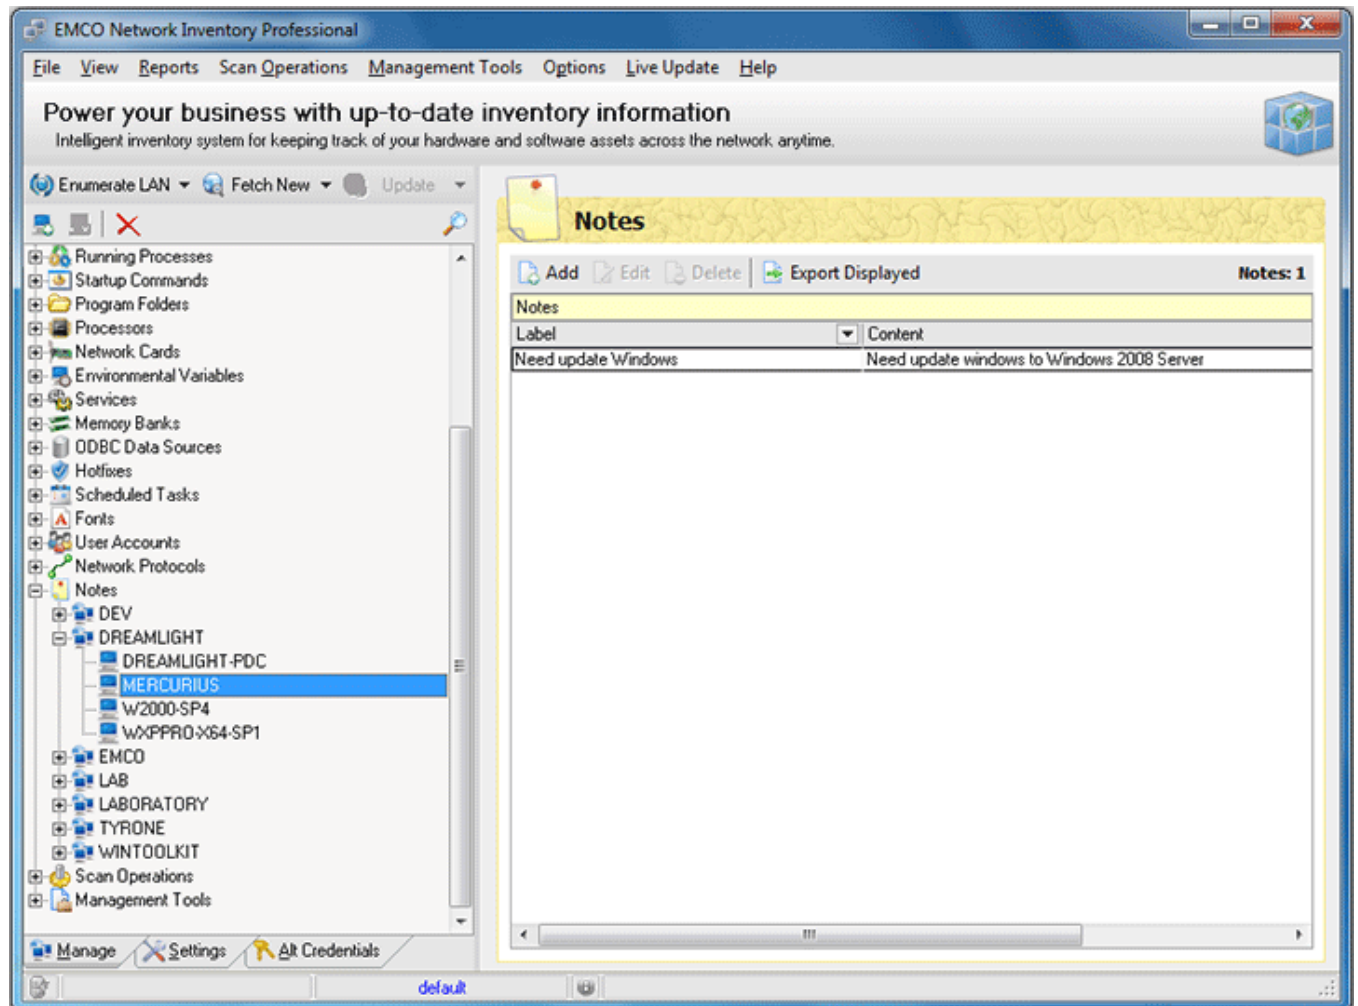 EMCO Network Inventory Professional
File View Reports Scan Operations Management Tools Options Live Update Help
Power your business with up-to-date inventory information
Intelligent inventory system for keeping track of your hardware and software assets across the network anytime.
Enumerate LAN Fetch New Update
Notes
Add Edit Delete Export Displayed Notes: 1
Notes
Label Content
Need update Windows Need update windows to Windows 2008 Server
Running Processes
Startup Commands
Program Folders
Processors
Network Cards
Environmental Variables
Services
Memory Banks
ODBC Data Sources
Hotfixes
Scheduled Tasks
Fonts
User Accounts
Network Protocols
Notes
DEV
DREAMLIGHT
DREAMLIGHT-PDC
MERCURIUS
W2000-SP4
WXPPRO-X64-SP1
EMCO
LAB
LABORATORY
TYRONE
WINTOOLKIT
Scan Operations
Management Tools
Manage Settings Alt Credentials
default